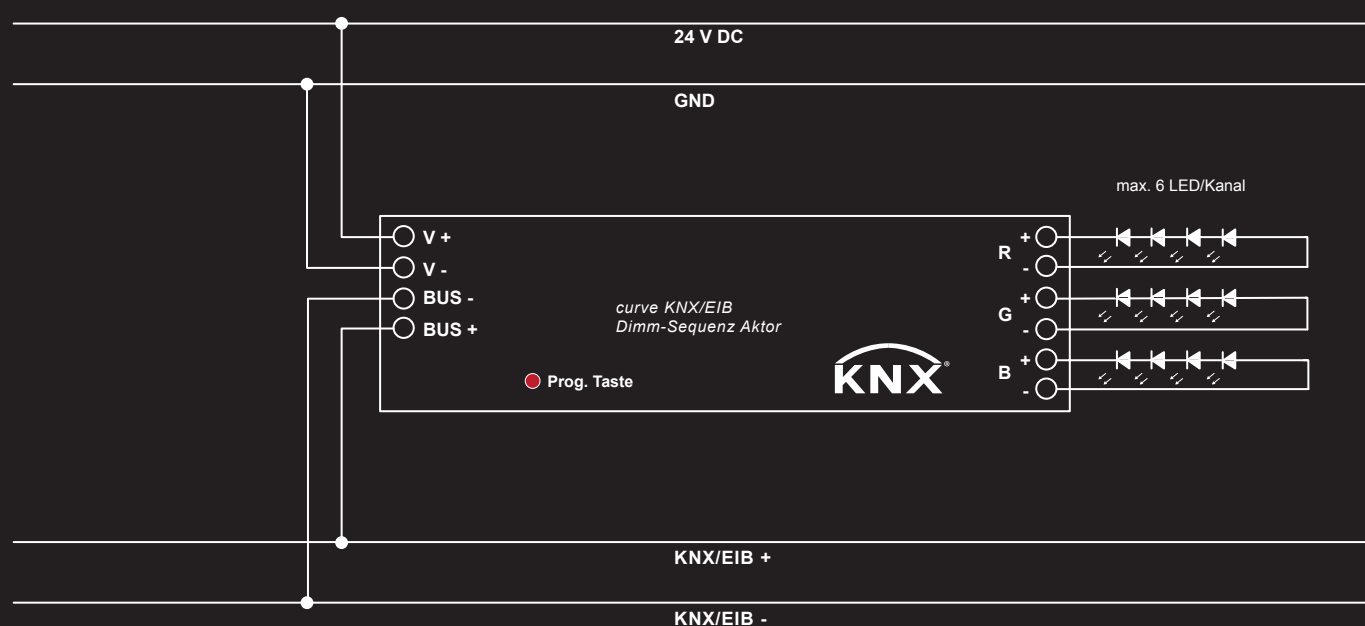 24 V DC
GND
max. 6 LED/Kanal
V +
V -
BUS -
BUS +
curve KNX/EIB
Dimm-Sequenz Aktor
Prog. Taste
KNX®
R
+
-
G
+
-
B
+
-
KNX/EIB +
KNX/EIB -